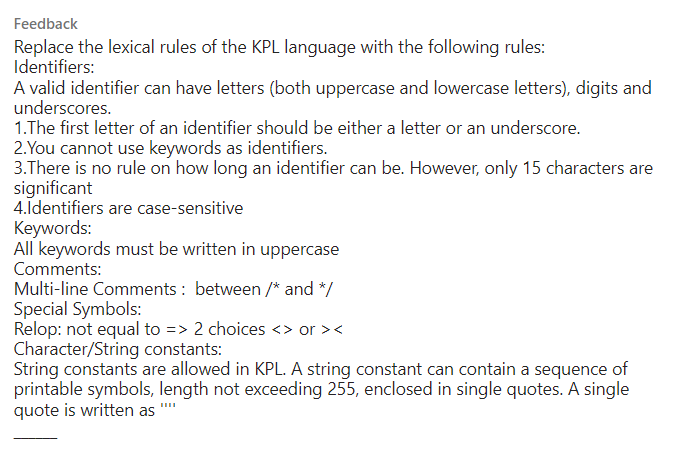 Feedback
Replace the lexical rules of the KPL language with the following rules:
Identifiers:
A valid identifier can have letters (both uppercase and lowercase letters), digits and
underscores.
1.The first letter of an identifier should be either a letter or an underscore.
2.You cannot use keywords as identifiers.
3.There is no rule on how long an identifier can be. However, only 15 characters are
significant
4.Identifiers are case-sensitive
Keywords:
All keywords must be written in uppercase
Comments:
Multi-line Comments :  between /* and */
Special Symbols:
Relop: not equal to => 2 choices <> or ><
Character/String constants:
String constants are allowed in KPL. A string constant can contain a sequence of
printable symbols, length not exceeding 255, enclosed in single quotes. A single
quote is written as ''''